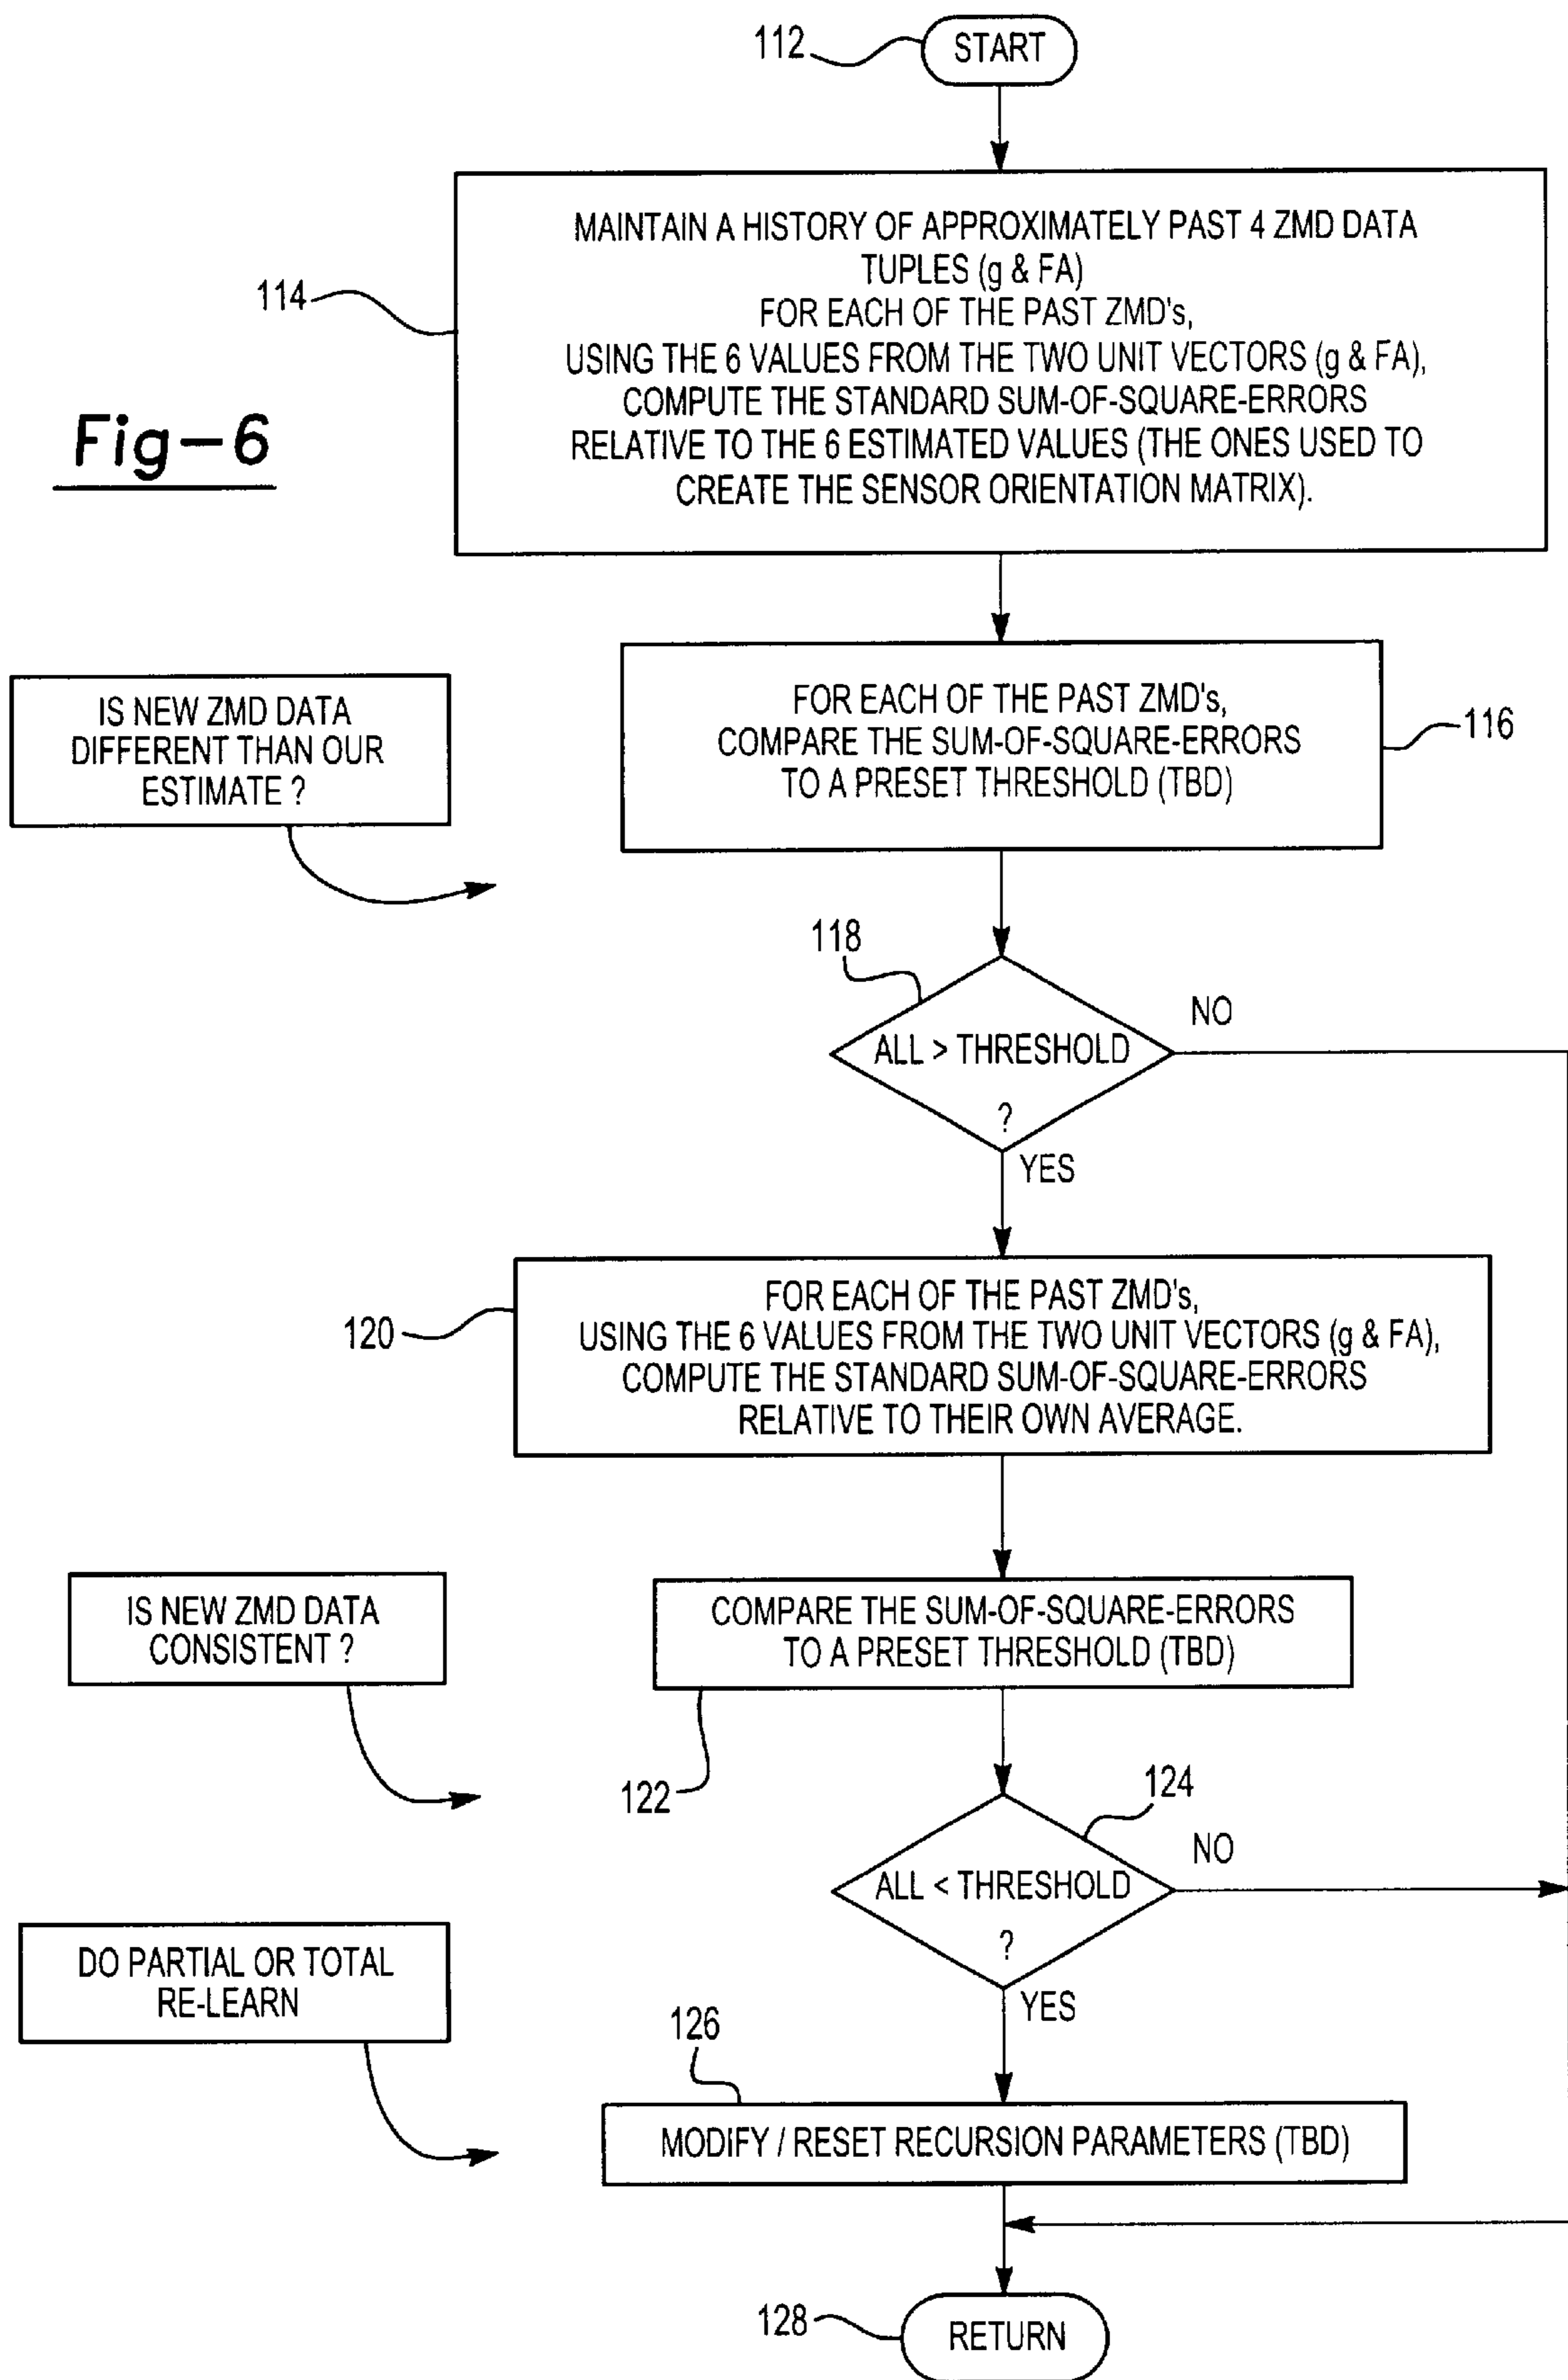 112
START
MAINTAIN A HISTORY OF APPROXIMATELY PAST 4 ZMD DATA
TUPLES (g & FA)
FOR EACH OF THE PAST ZMD's,
USING THE 6 VALUES FROM THE TWO UNIT VECTORS (g & FA),
COMPUTE THE STANDARD SUM-OF-SQUARE-ERRORS
RELATIVE TO THE 6 ESTIMATED VALUES (THE ONES USED TO
CREATE THE SENSOR ORIENTATION MATRIX).
114
Fig-6
IS NEW ZMD DATA
DIFFERENT THAN OUR
ESTIMATE ?
FOR EACH OF THE PAST ZMD's,
COMPARE THE SUM-OF-SQUARE-ERRORS
TO A PRESET THRESHOLD (TBD)
116
118
ALL > THRESHOLD
?
NO
YES
FOR EACH OF THE PAST ZMD's,
USING THE 6 VALUES FROM THE TWO UNIT VECTORS (g & FA),
COMPUTE THE STANDARD SUM-OF-SQUARE-ERRORS
RELATIVE TO THEIR OWN AVERAGE.
120
IS NEW ZMD DATA
CONSISTENT ?
COMPARE THE SUM-OF-SQUARE-ERRORS
TO A PRESET THRESHOLD (TBD)
122
124
ALL < THRESHOLD
?
NO
YES
DO PARTIAL OR TOTAL
RE-LEARN
126
MODIFY / RESET RECURSION PARAMETERS (TBD)
128
RETURN